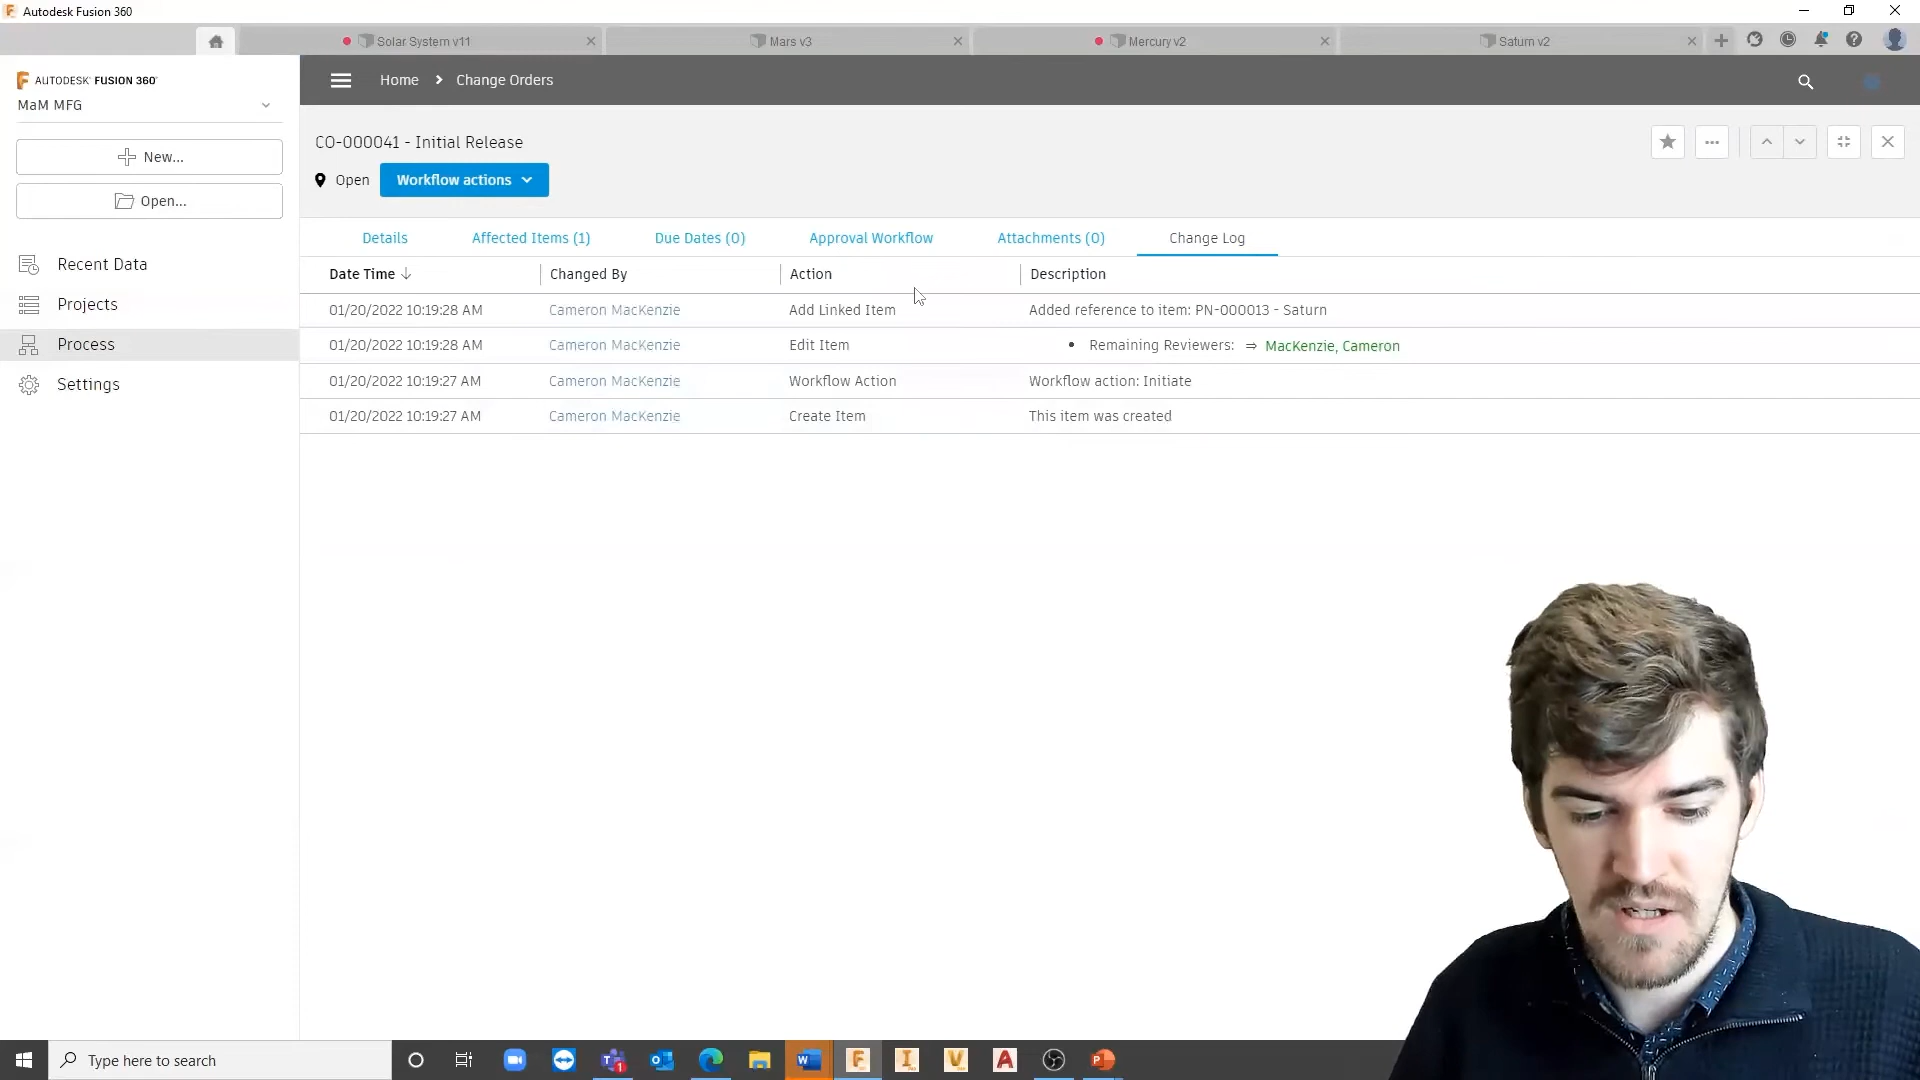 Autodesk Fusion 360
Solar System v11
Mars v3
Mercury v2
Saturn v2
AUTODESK FUSION 360
MaM MFG
New...
Open...
Recent Data
Projects
Process
Settings
Home > Change Orders
CO-000041 - Initial Release
Open
Workflow actions
Details
Affected Items (1)
Due Dates (0)
Approval Workflow
Attachments (0)
Change Log
Date Time ↓ Changed By Action Description
01/20/2022 10:19:28 AM Cameron MacKenzie Add Linked Item Added reference to item: PN-000013 - Saturn
01/20/2022 10:19:28 AM Cameron MacKenzie Edit Item • Remaining Reviewers: ⇒ MacKenzie, Cameron
01/20/2022 10:19:27 AM Cameron MacKenzie Workflow Action Workflow action: Initiate
01/20/2022 10:19:27 AM Cameron MacKenzie Create Item This item was created
Type here to search